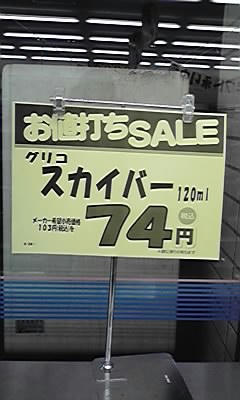 お値打ちSALE
グリコ
スカイバー 120ml
メーカー希望小売価格
103円(税込)を
74円
税込